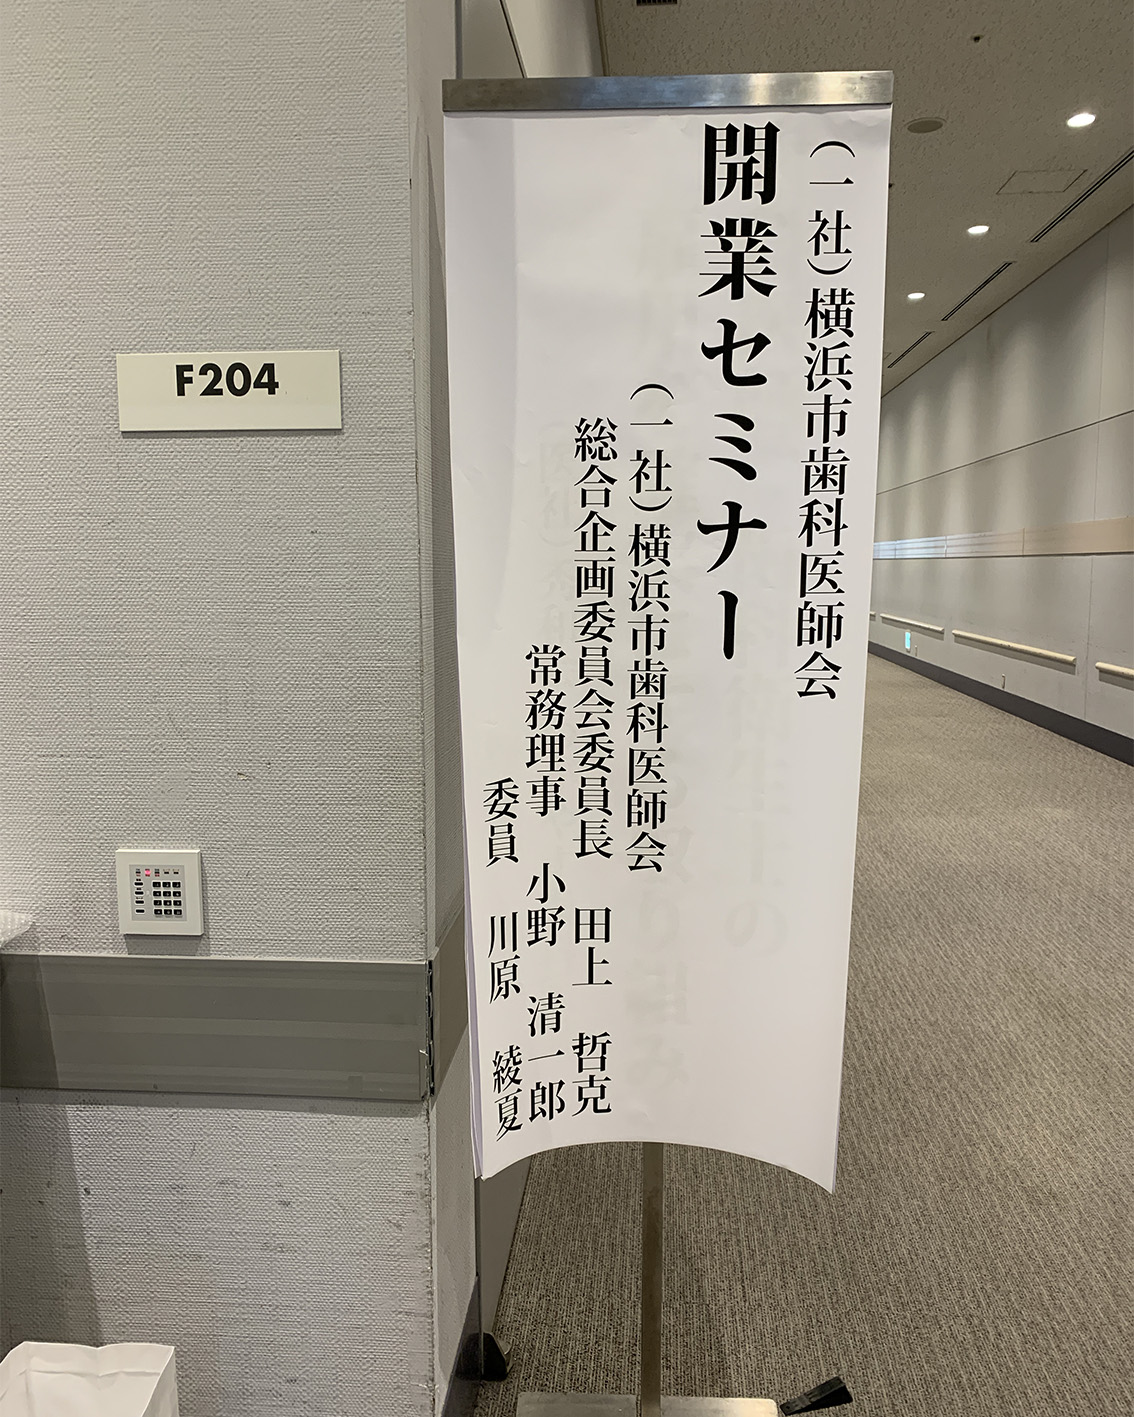 F204
（一社）横浜市歯科医師会
開業セミナー
（一社）横浜市歯科医師会
総合企画委員会委員長　田上　哲克
常務理事　小野　清一郎
委員　川原　綾夏